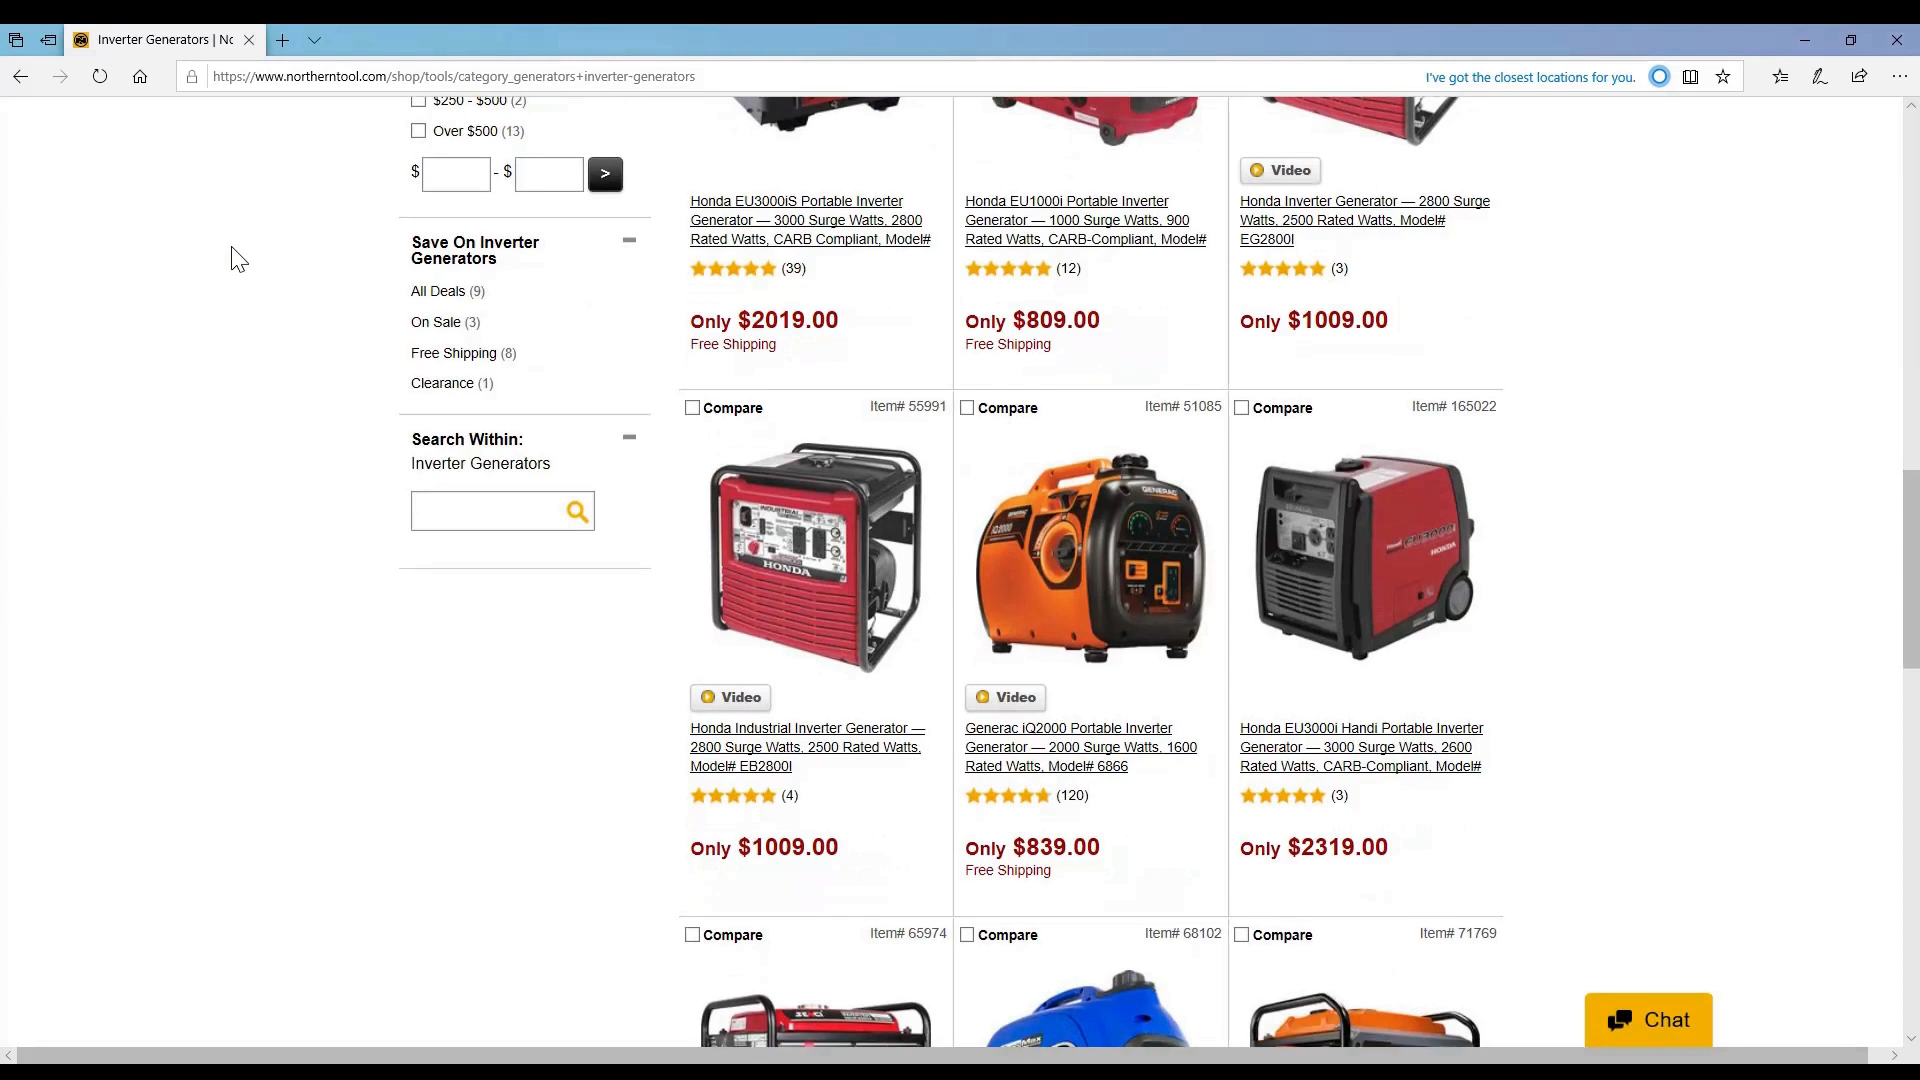 Inverter Generators | Nc
https://www.northerntool.com/shop/tools/category_generators+inverter-generators
I've got the closest locations for you.
$250 - $500 (2)
Over $500 (13)
$ - $ >
Save On Inverter
Generators
All Deals (9)
On Sale (3)
Free Shipping (8)
Clearance (1)
Search Within:
Inverter Generators
Honda EU3000iS Portable Inverter
Generator — 3000 Surge Watts, 2800
Rated Watts, CARB Compliant, Model#
(39)
Only $2019.00
Free Shipping
Honda EU1000i Portable Inverter
Generator — 1000 Surge Watts, 900
Rated Watts, CARB-Compliant, Model#
(12)
Only $809.00
Free Shipping
Video
Honda Inverter Generator — 2800 Surge
Watts, 2500 Rated Watts, Model#
EG2800I
(3)
Only $1009.00
Compare Item# 55991
INDUSTRIAL
HONDA
Video
Honda Industrial Inverter Generator —
2800 Surge Watts, 2500 Rated Watts,
Model# EB2800I
(4)
Only $1009.00
Compare Item# 51085
GENERAC
iQ2000
Video
Generac iQ2000 Portable Inverter
Generator — 2000 Surge Watts, 1600
Rated Watts, Model# 6866
(120)
Only $839.00
Free Shipping
Compare Item# 165022
EU3000i
HONDA
Honda EU3000i Handi Portable Inverter
Generator — 3000 Surge Watts, 2600
Rated Watts, CARB-Compliant, Model#
(3)
Only $2319.00
Compare Item# 65974
SENCI
Compare Item# 68102
Compare Item# 71769
Chat